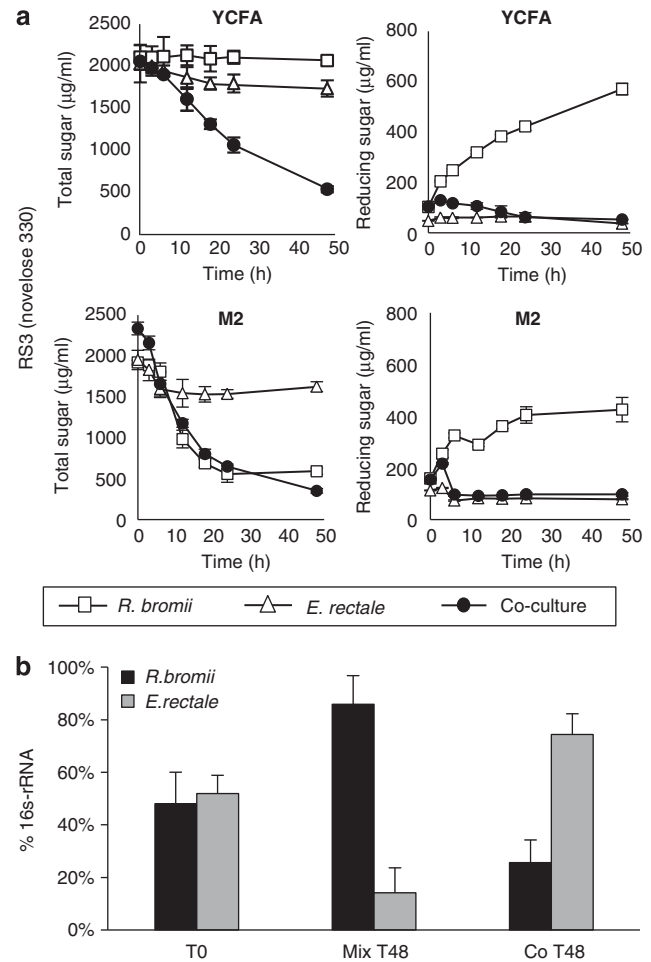 a
YCFA
YCFA
Total sugar (μg/ml)
2500
2000
1500
1000
500
0
0 10 20 30 40 50
Time (h)
Reducing sugar (μg/ml)
800
600
400
200
0
0 10 20 30 40 50
Time (h)
RS3 (novelose 330)
M2
M2
Total sugar (μg/ml)
2500
2000
1500
1000
500
0
0 10 20 30 40 50
Time (h)
Reducing sugar (μg/ml)
800
600
400
200
0
0 10 20 30 40 50
Time (h)
R. bromii
E. rectale
Co-culture
b
% 16s-rRNA
100%
80%
60%
40%
20%
0%
R.bromii
E.rectale
T0
Mix T48
Co T48